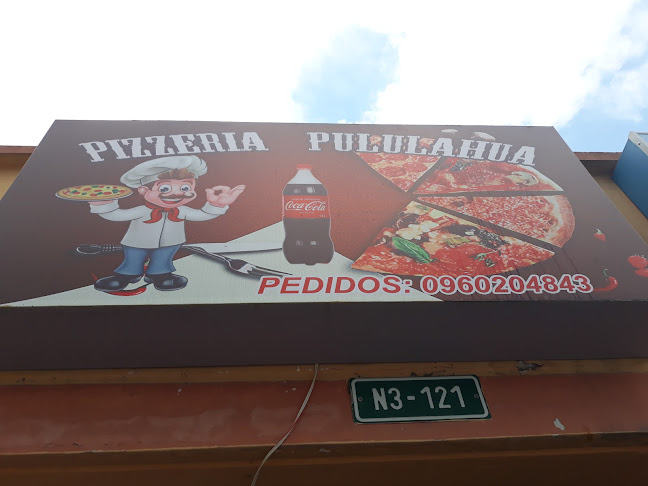 PIZZERIA PULULAHUA
Coca-Cola
PEDIDOS: 0960204843
N3-121